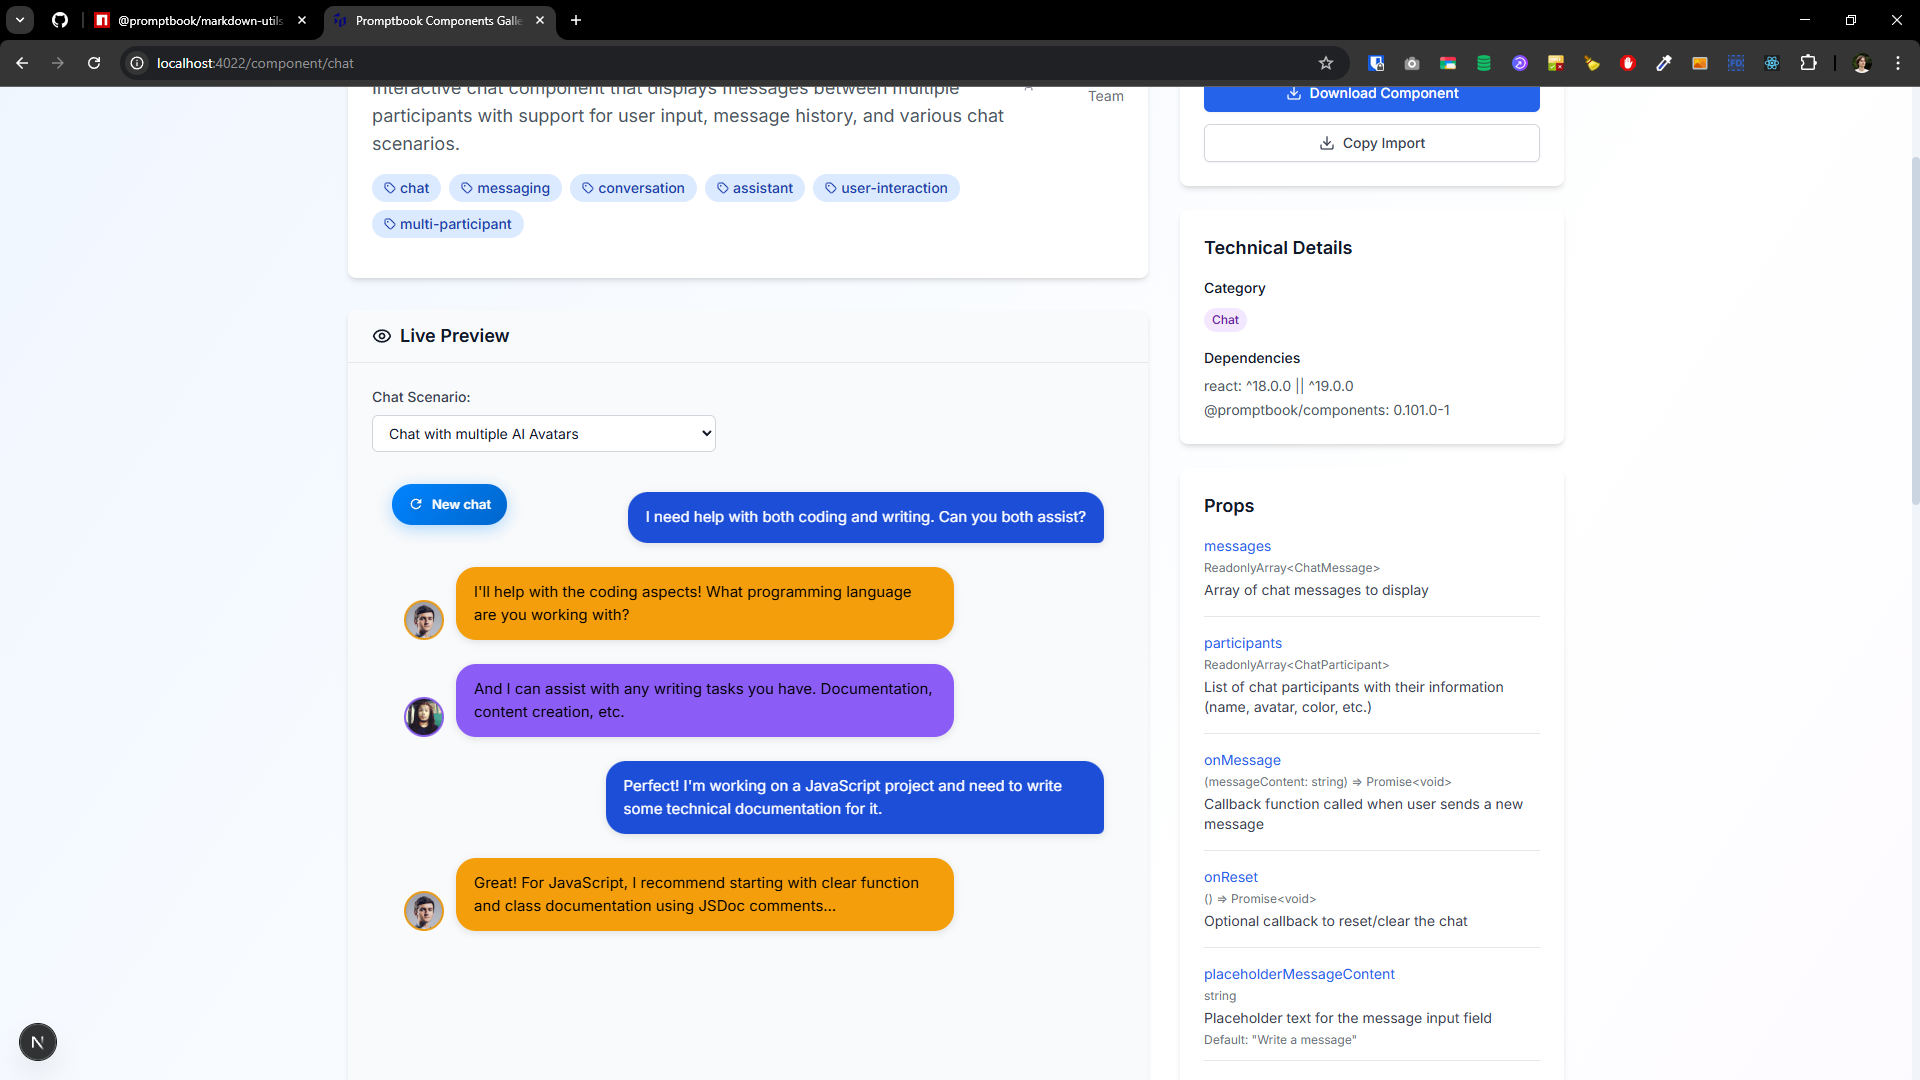 @promptbook/markdown-utils
Promptbook Components Galle
localhost:4022/component/chat
Interactive chat component that displays messages between multiple
participants with support for user input, message history, and various chat
scenarios.
Team
chat
messaging
conversation
assistant
user-interaction
multi-participant
Live Preview
Chat Scenario:
Chat with multiple AI Avatars
New chat
I need help with both coding and writing. Can you both assist?
I'll help with the coding aspects! What programming language
are you working with?
And I can assist with any writing tasks you have. Documentation,
content creation, etc.
Perfect! I'm working on a JavaScript project and need to write
some technical documentation for it.
Great! For JavaScript, I recommend starting with clear function
and class documentation using JSDoc comments...
Download Component
Copy Import
Technical Details
Category
Chat
Dependencies
react: ^18.0.0 || ^19.0.0
@promptbook/components: 0.101.0-1
Props
messages
ReadonlyArray<ChatMessage>
Array of chat messages to display
participants
ReadonlyArray<ChatParticipant>
List of chat participants with their information
(name, avatar, color, etc.)
onMessage
(messageContent: string) => Promise<void>
Callback function called when user sends a new
message
onReset
() => Promise<void>
Optional callback to reset/clear the chat
placeholderMessageContent
string
Placeholder text for the message input field
Default: "Write a message"
N